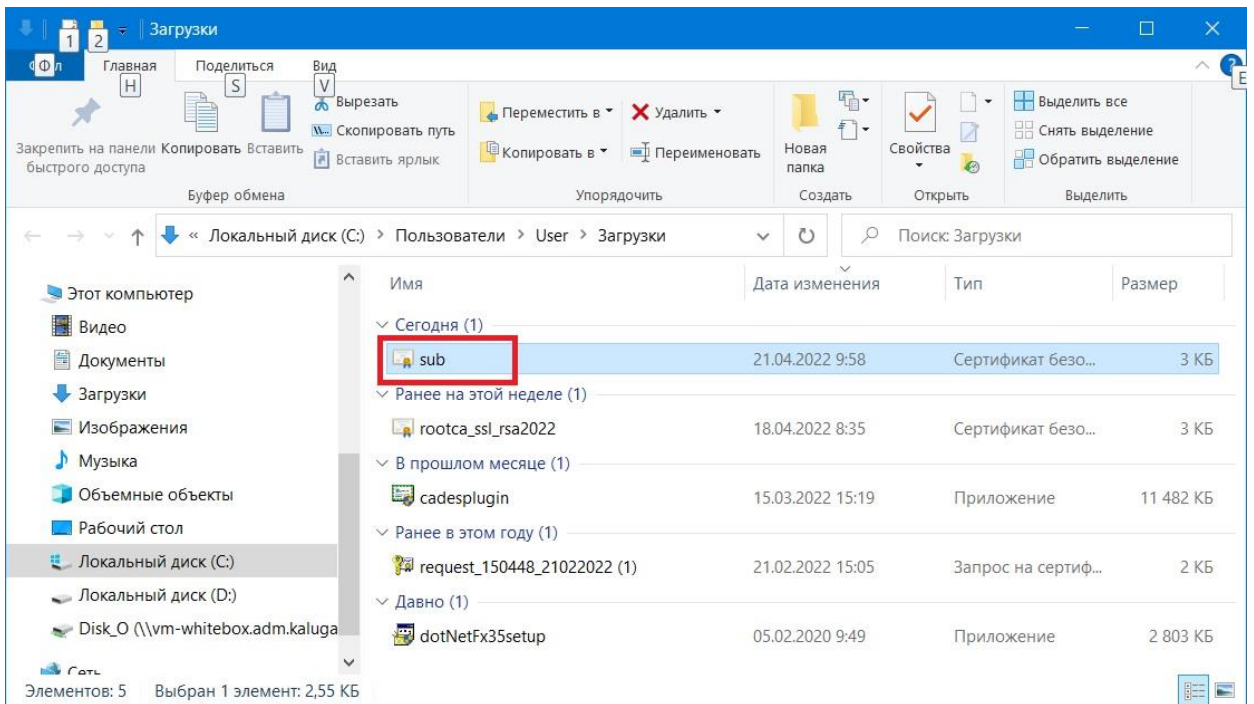 Загрузки
1 2
Ф л Главная Поделиться Вид
H S V E
Вырезать
Переместить в Удалить Выделить все
Скопировать путь Снять выделение
Закрепить на панели Копировать Вставить Вставить ярлык Копировать в Переименовать Новая Свойства Обратить выделение
быстрого доступа папка
Буфер обмена Упорядочить Создать Открыть Выделить
« Локальный диск (C:) > Пользователи > User > Загрузки Поиск: Загрузки
Имя Дата изменения Тип Размер
Этот компьютер
Видео Сегодня (1)
Документы sub 21.04.2022 9:58 Сертификат безо... 3 КБ
Загрузки Ранее на этой неделе (1)
Изображения rootca_ssl_rsa2022 18.04.2022 8:35 Сертификат безо... 3 КБ
Музыка В прошлом месяце (1)
Объемные объекты cadesplugin 15.03.2022 15:19 Приложение 11 482 КБ
Рабочий стол Ранее в этом году (1)
Локальный диск (C:) request_150448_21022022 (1) 21.02.2022 15:05 Запрос на сертиф... 2 КБ
Локальный диск (D:) Давно (1)
Disk_O (\\vm-whitebox.adm.kaluga dotNetFx35setup 05.02.2020 9:49 Приложение 2 803 КБ
Сеть
Элементов: 5 Выбран 1 элемент: 2,55 КБ